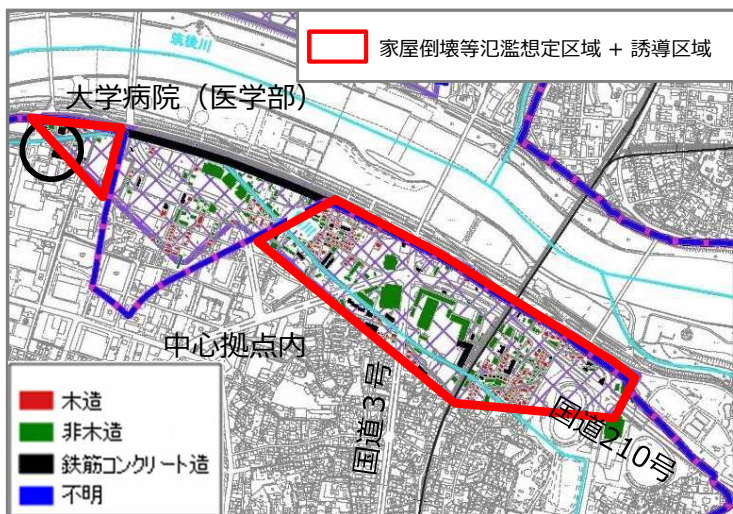 筑後川
家屋倒壊等氾濫想定区域 + 誘導区域
大学病院（医学部）
中心拠点内
国道3号
国道210号
木造
非木造
鉄筋コンクリート造
不明